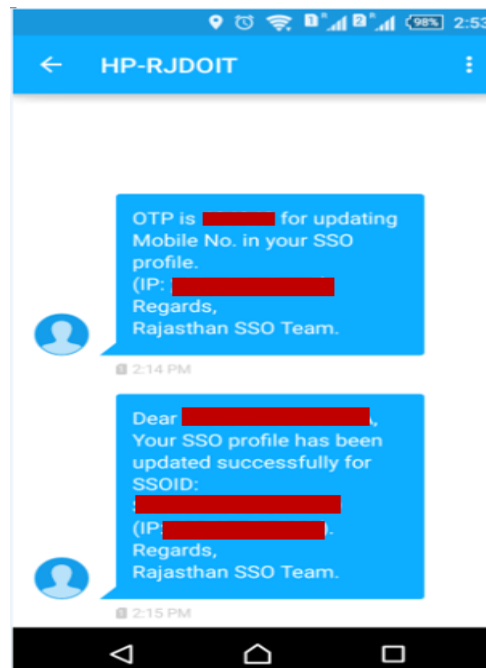 98% 2:53
HP-RJDOIT
OTP is for updating
Mobile No. in your SSO
profile.
(IP:
Regards,
Rajasthan SSO Team.
2:14 PM
Dear ,
Your SSO profile has been
updated successfully for
SSOID:
(IP: ).
Regards,
Rajasthan SSO Team.
2:15 PM